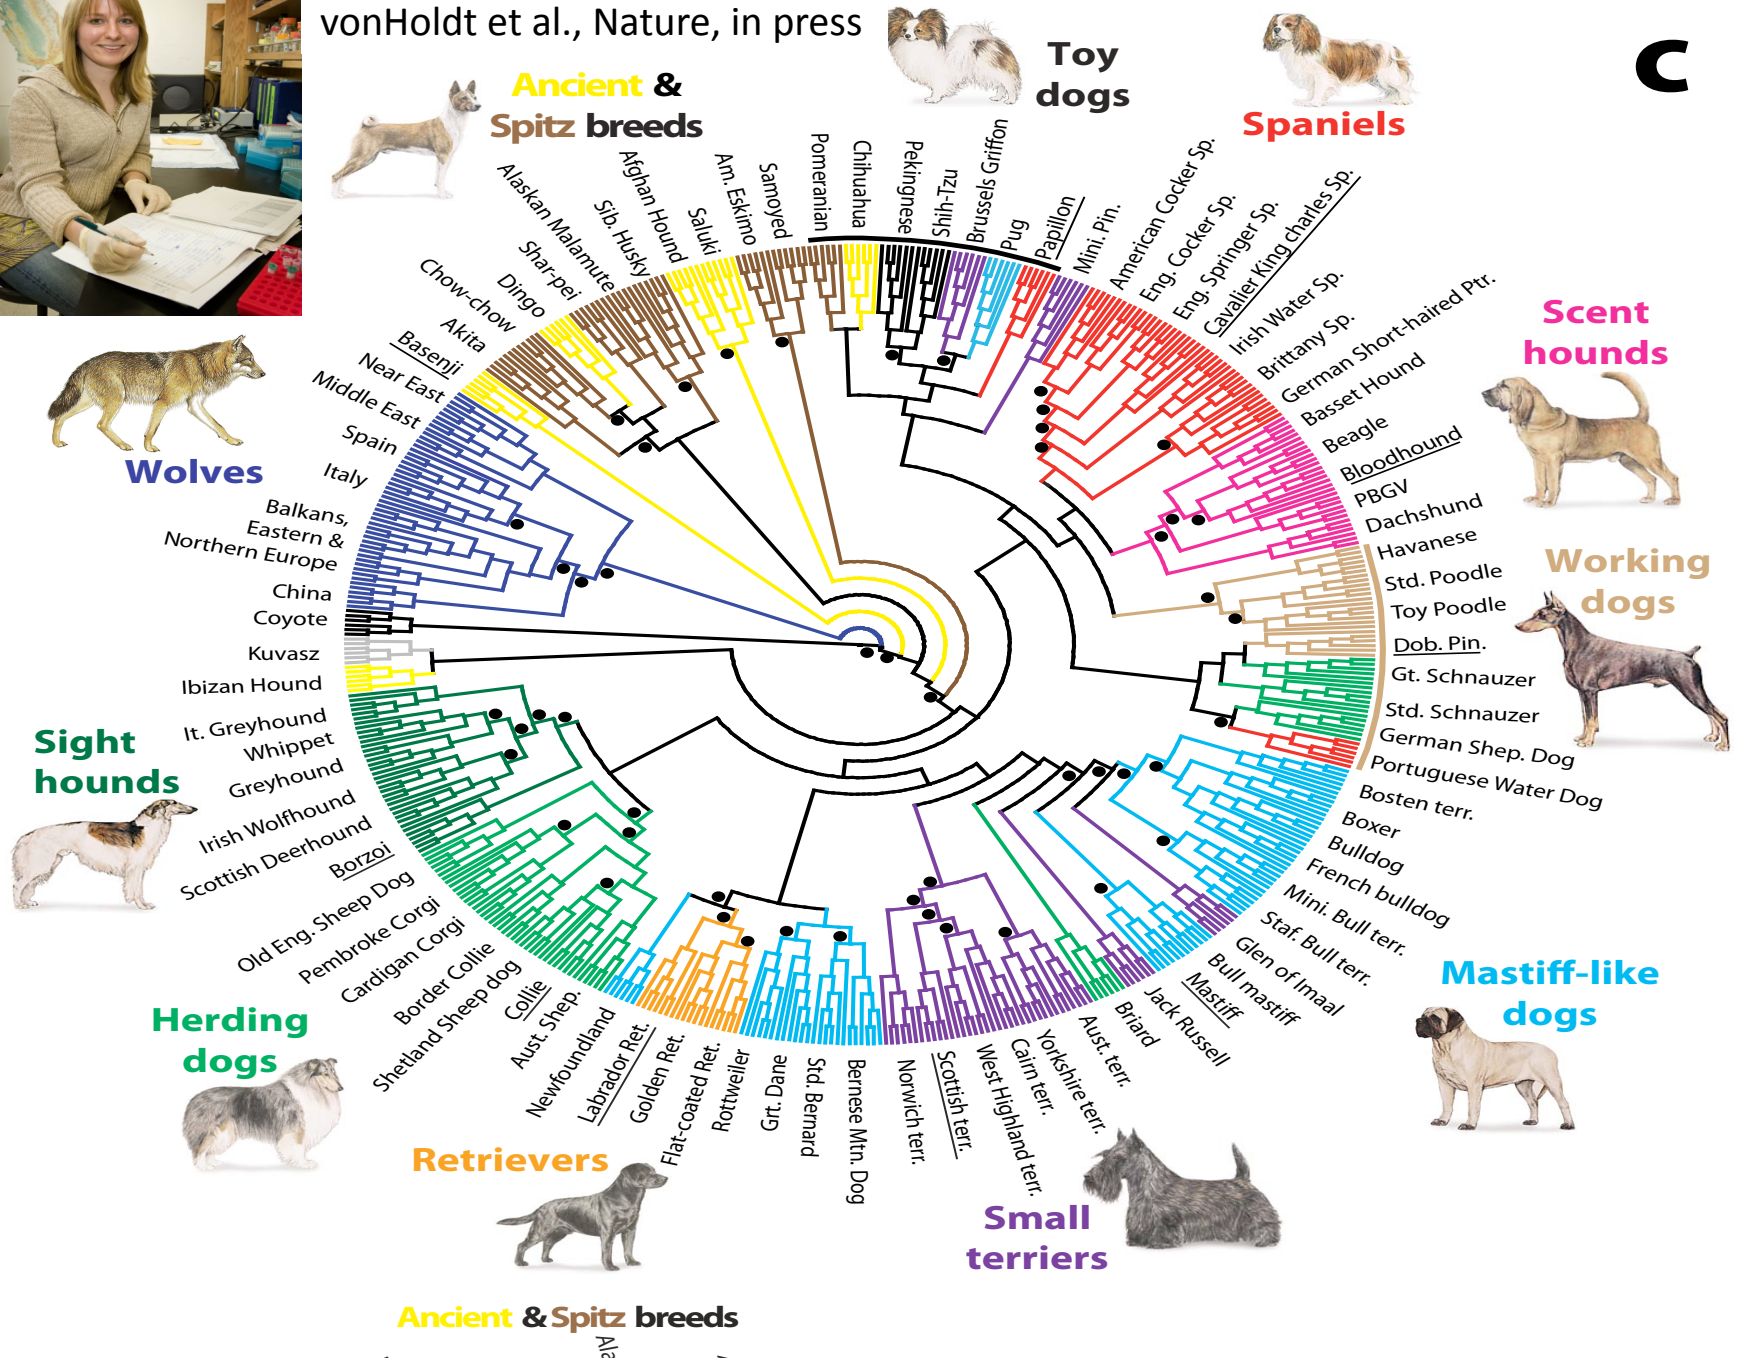 vonHoldt et al., Nature, in press
c
Ancient &
Spitz breeds
Toy
dogs
Spaniels
Scent
hounds
Working
dogs
Mastiff-like
dogs
Small
terriers
Retrievers
Herding
dogs
Sight
hounds
Wolves
Basenji
Akita
Chow-chow
Dingo
Shar-pei
Alaskan Malamute
Sib. Husky
Afghan Hound
Saluki
Am. Eskimo
Samoyed
Pomeranian
Chihuahua
Pekingnese
Shih-Tzu
Brussels Griffon
Pug
Papillon
Mini. Pin.
American Cocker Sp.
Eng. Cocker Sp.
Eng. Springer Sp.
Cavalier King charles Sp.
Irish Water Sp.
Brittany Sp.
German Short-haired Ptr.
Basset Hound
Beagle
Bloodhound
PBGV
Dachshund
Havanese
Std. Poodle
Toy Poodle
Dob. Pin.
Gt. Schnauzer
Std. Schnauzer
German Shep. Dog
Portuguese Water Dog
Bosten terr.
Boxer
Bulldog
French bulldog
Mini. Bull terr.
Staf. Bull terr.
Glen of Imaal
Bull mastiff
Mastiff
Jack Russell
Briard
Aust. terr.
Yorkshire terr.
Cairn terr.
West Highland terr.
Scottish terr.
Norwich terr.
Bernese Mtn. Dog
Std. Bernard
Grt. Dane
Rottweiler
Flat-coated Ret.
Golden Ret.
Labrador Ret.
Newfoundland
Aust. Shep.
Collie
Shetland Sheep dog
Border Collie
Cardigan Corgi
Pembroke Corgi
Old Eng. Sheep Dog
Borzoi
Scottish Deerhound
Irish Wolfhound
Greyhound
Whippet
It. Greyhound
Ibizan Hound
Kuvasz
Coyote
China
Balkans,
Eastern &
Northern Europe
Italy
Spain
Middle East
Near East
Ancient & Spitz breeds